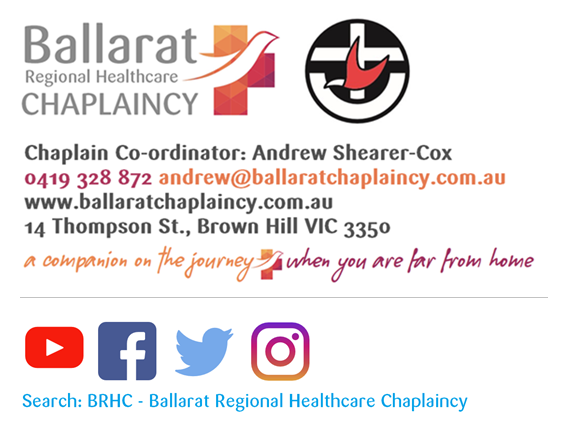 Ballarat
Regional Healthcare
CHAPLAINCY
Chaplain Co-ordinator: Andrew Shearer-Cox
0419 328 872 andrew@ballaratchaplaincy.com.au
www.ballaratchaplaincy.com.au
14 Thompson St., Brown Hill VIC 3350
a companion on the journey when you are far from home
Search: BRHC - Ballarat Regional Healthcare Chaplaincy